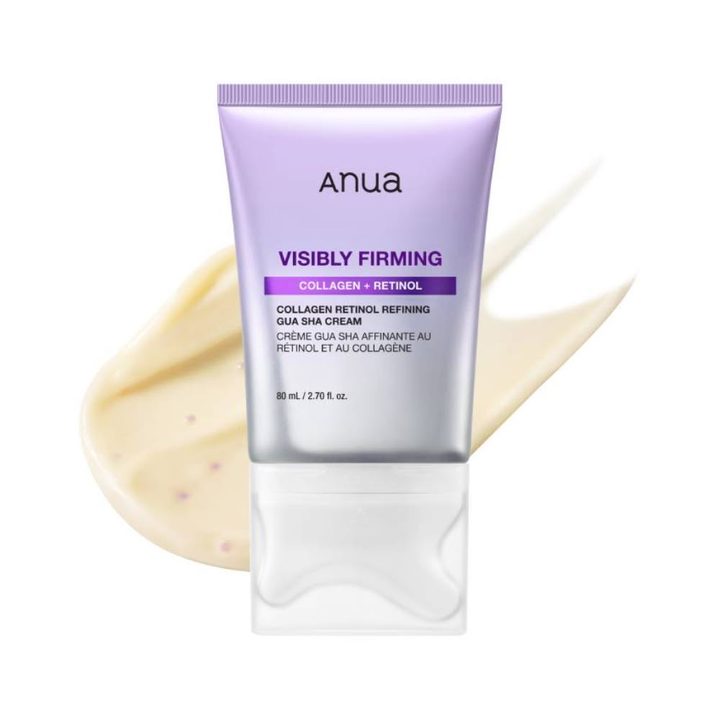 Anua
VISIBLY FIRMING
COLLAGEN + RETINOL
COLLAGEN RETINOL REFINING
GUA SHA CREAM
CRÈME GUA SHA AFFINANTE AU
RÉTINOL ET AU COLLAGÈNE
80 mL / 2.70 fl. oz.